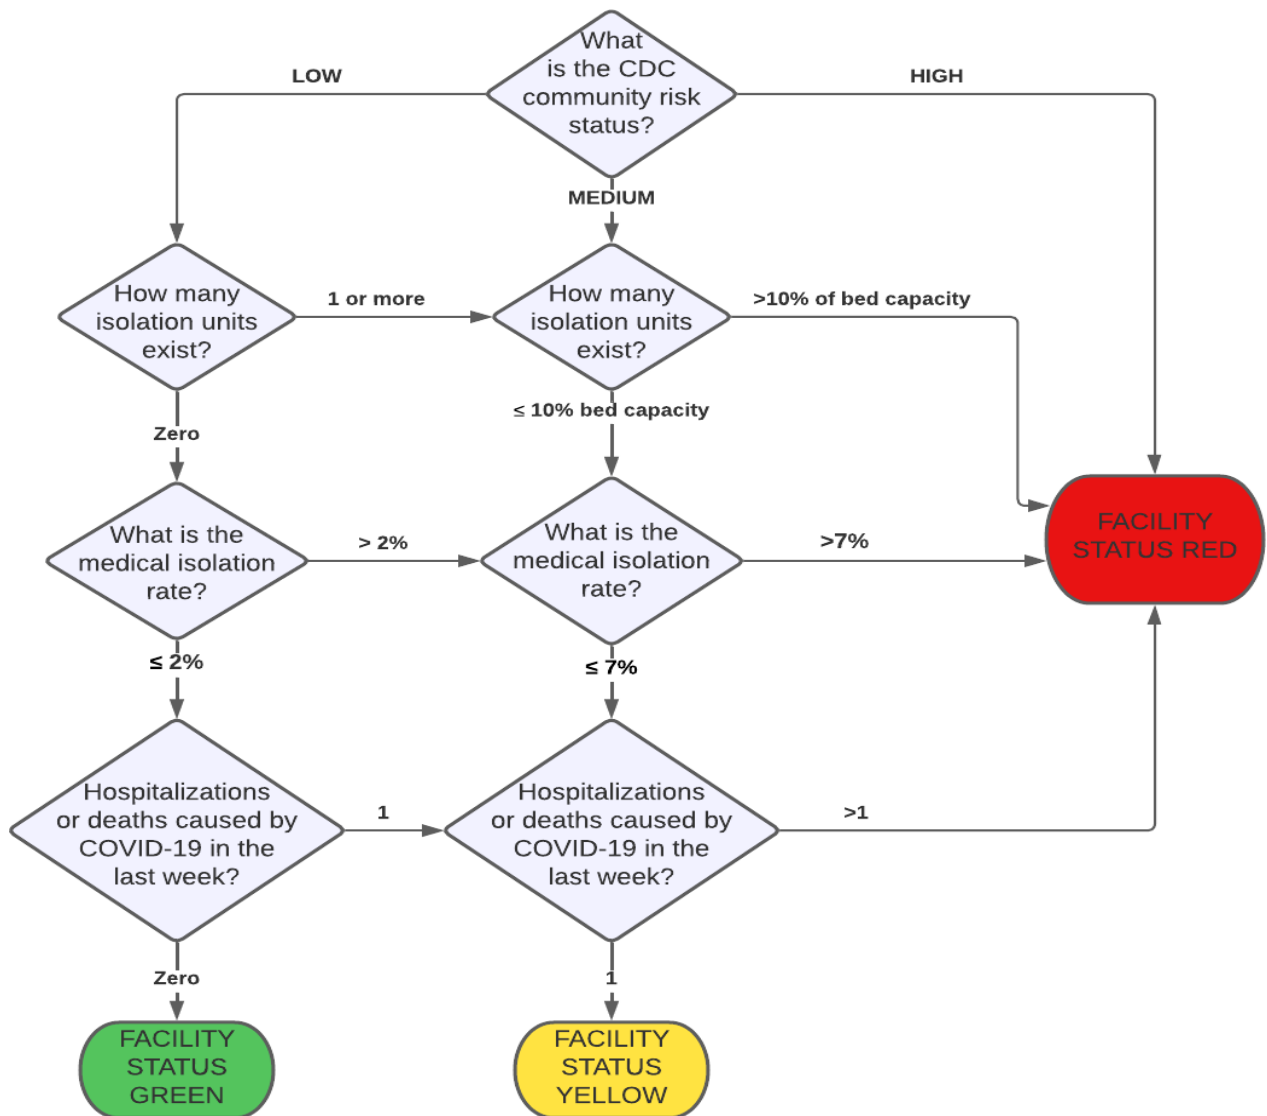 What
is the CDC
community risk
status?
LOW
HIGH
MEDIUM
How many
isolation units
exist?
1 or more
How many
isolation units
exist?
>10% of bed capacity
Zero
≤ 10% bed capacity
What is the
medical isolation
rate?
> 2%
What is the
medical isolation
rate?
>7%
FACILITY
STATUS RED
≤ 2%
≤ 7%
Hospitalizations
or deaths caused by
COVID-19 in the
last week?
1
Hospitalizations
or deaths caused by
COVID-19 in the
last week?
>1
Zero
1
FACILITY
STATUS
GREEN
FACILITY
STATUS
YELLOW